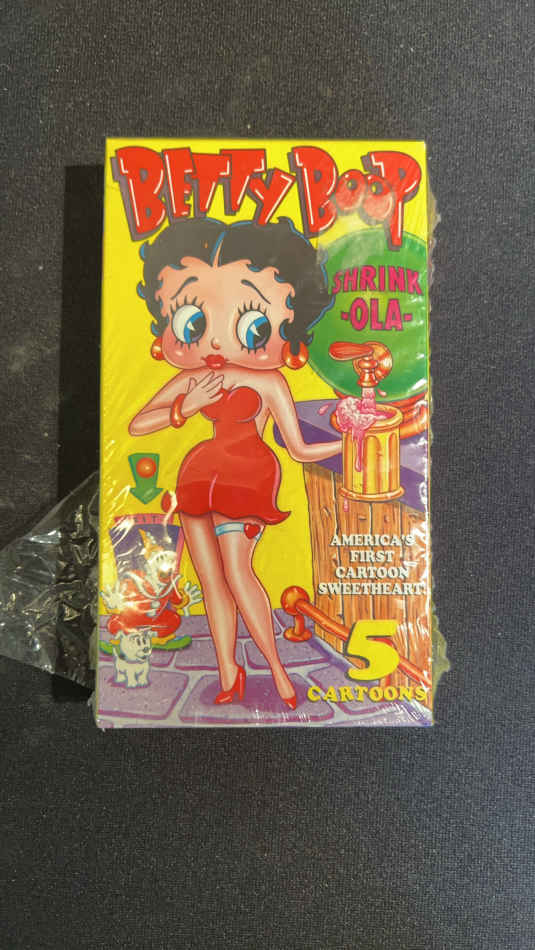 BETTY BOOP
SHRINK
-OLA-
AMERICA'S
FIRST
CARTOON
SWEETHEART!
5
CARTOONS